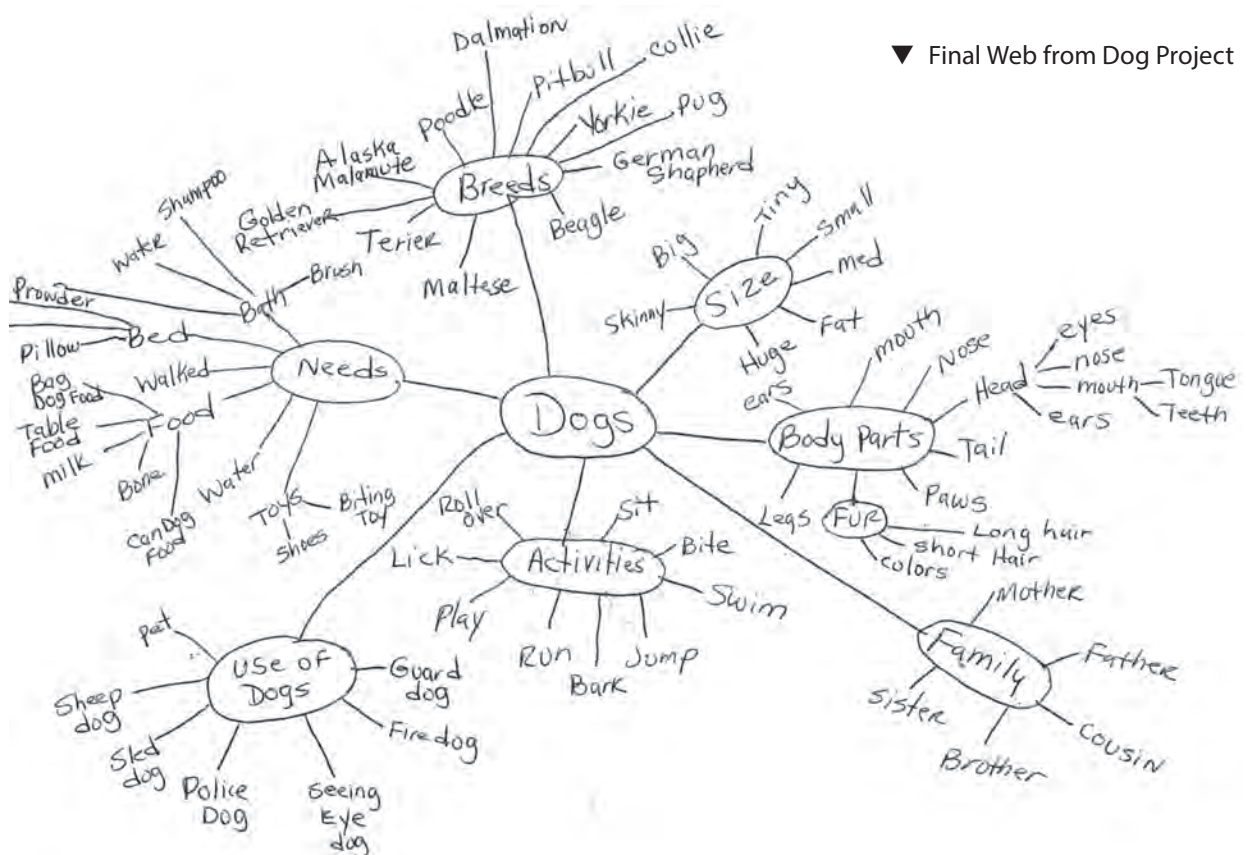 ▼ Final Web from Dog Project
Dogs
Breeds
Dalmation
Pitbull
Collie
Poodle
Yorkie
Pug
German
Shapherd
Beagle
Maltese
Terier
Golden
Retriever
Alaska
Malamute
Size
Tiny
Small
med
Fat
Huge
Skinny
Big
Body Parts
ears
mouth
Nose
Head
eyes
nose
mouth
Tongue
Teeth
ears
Tail
Paws
FUR
Long hair
short Hair
colors
Legs
Family
Mother
Father
Cousin
Brother
Sister
Activities
Roll
over
Sit
Bite
Swim
Jump
Bark
Run
Play
Lick
Use of
Dogs
pet
Sheep
dog
Sled
dog
Police
Dog
Seeing
Eye
dog
Fire dog
Guard
dog
Needs
Bath
Shampoo
Water
Brush
Prowder
Bed
Pillow
Walked
Food
Bag
Dog Food
Table
Food
milk
Bone
Can Dog
Food
Water
Toys
Biting
Toy
Shoes